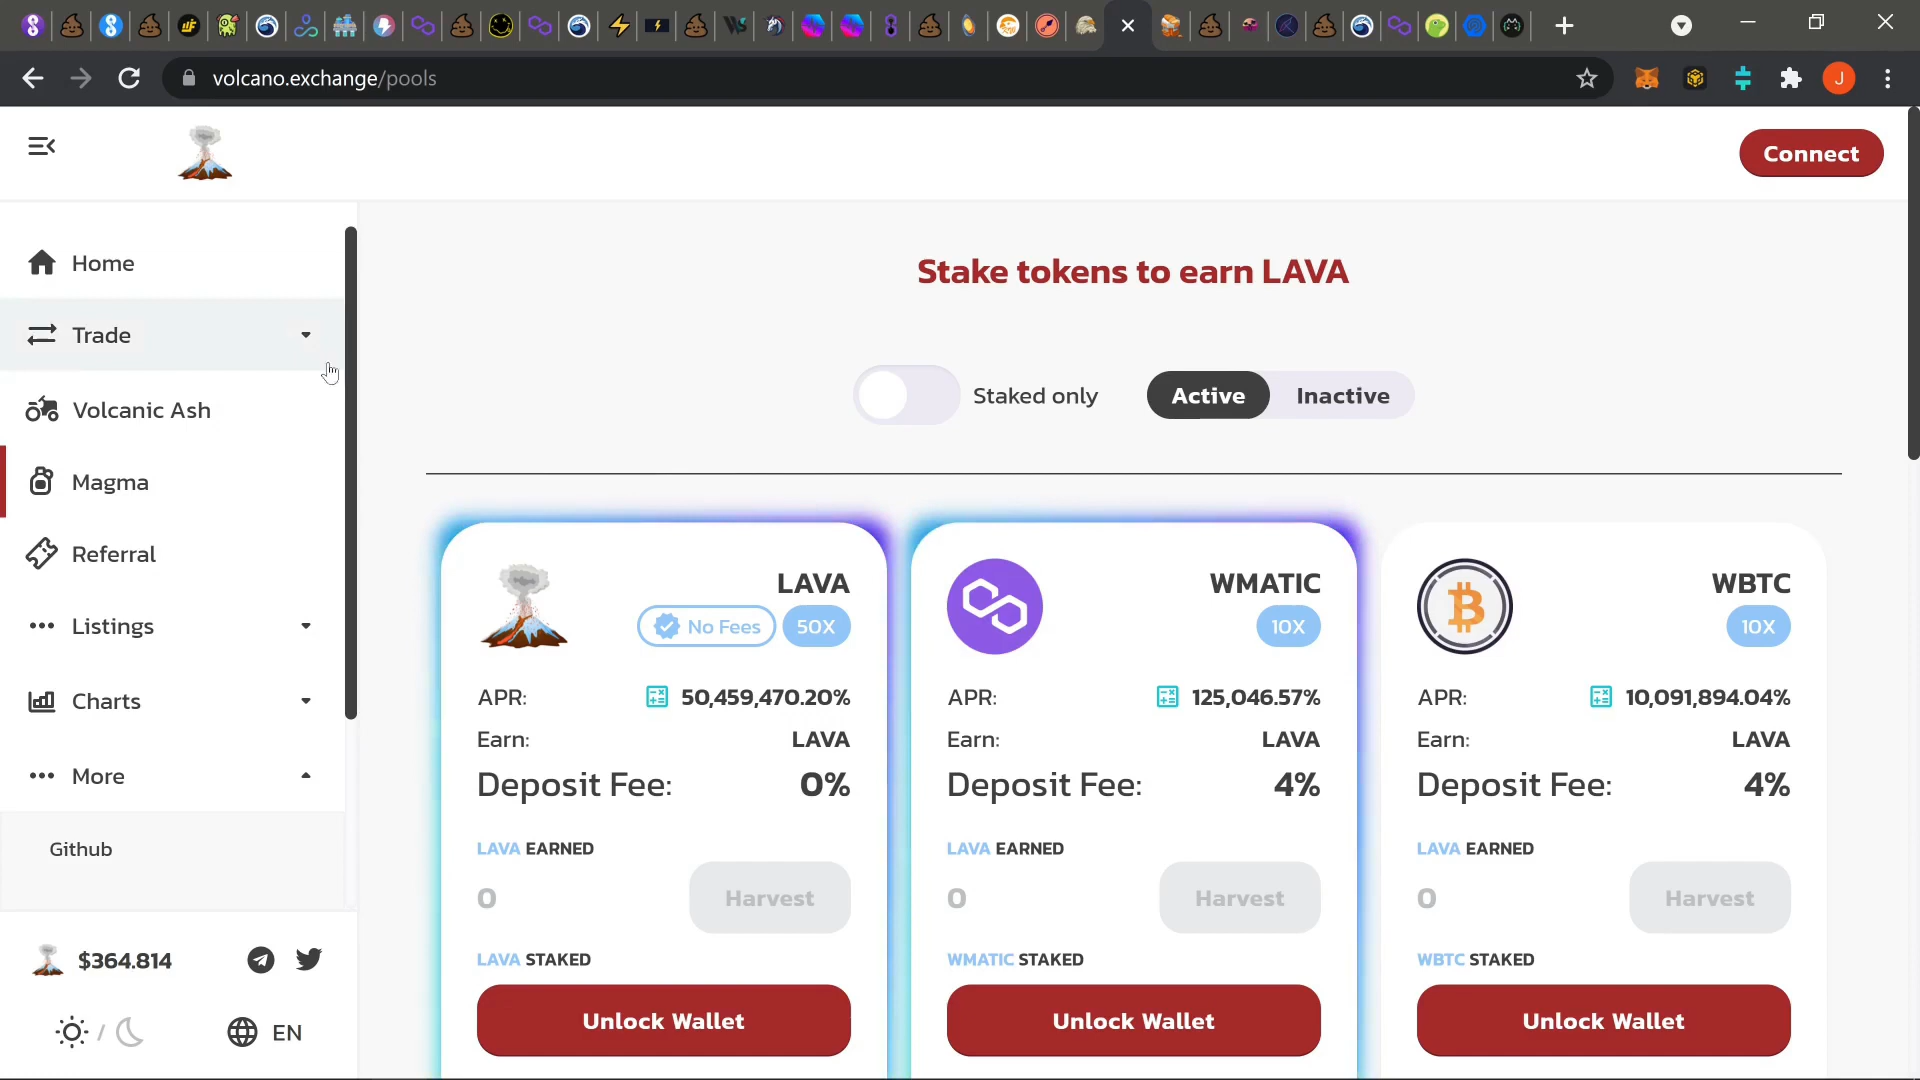 volcano.exchange/pools
J
Connect
Home
Trade
Volcanic Ash
Magma
Referral
Listings
Charts
More
Github
$364.814
/
EN
Stake tokens to earn LAVA
Staked only
Active
Inactive
LAVA
No Fees
50X
APR:
50,459,470.20%
Earn:
LAVA
Deposit Fee:
0%
LAVA EARNED
0
Harvest
LAVA STAKED
Unlock Wallet
WMATIC
10X
APR:
125,046.57%
Earn:
LAVA
Deposit Fee:
4%
LAVA EARNED
0
Harvest
WMATIC STAKED
Unlock Wallet
WBTC
10X
APR:
10,091,894.04%
Earn:
LAVA
Deposit Fee:
4%
LAVA EARNED
0
Harvest
WBTC STAKED
Unlock Wallet